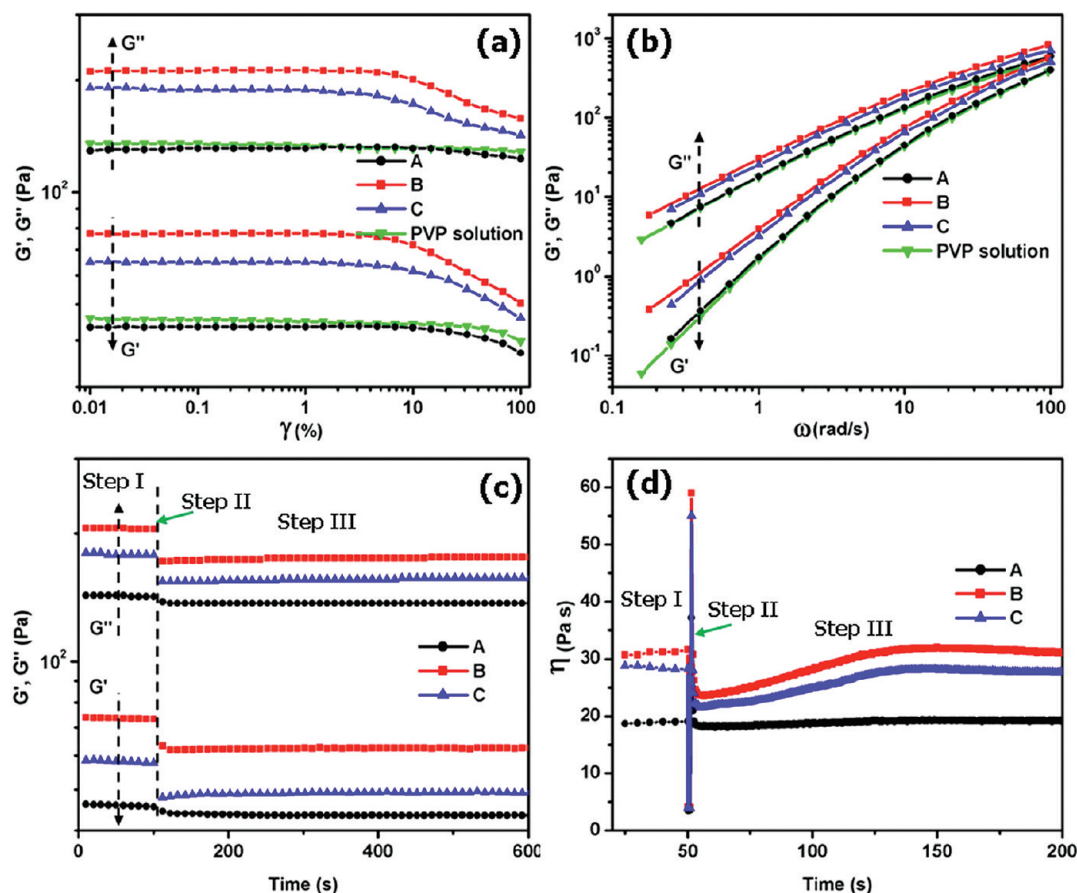 (a)
G''
G'
10²
G', G'' (Pa)
A
B
C
PVP solution
0.01 0.1 1 10 100
γ (%)
(b)
10³
10²
10¹
10⁰
10⁻¹
G', G'' (Pa)
G''
G'
A
B
C
PVP solution
0.1 1 10 100
ω (rad/s)
(c)
Step I
Step II
Step III
10²
G', G'' (Pa)
G''
G'
A
B
C
0 200 400 600
Time (s)
(d)
60
50
40
30
20
10
0
η (Pa s)
Step I
Step II
Step III
A
B
C
50 100 150 200
Time (s)